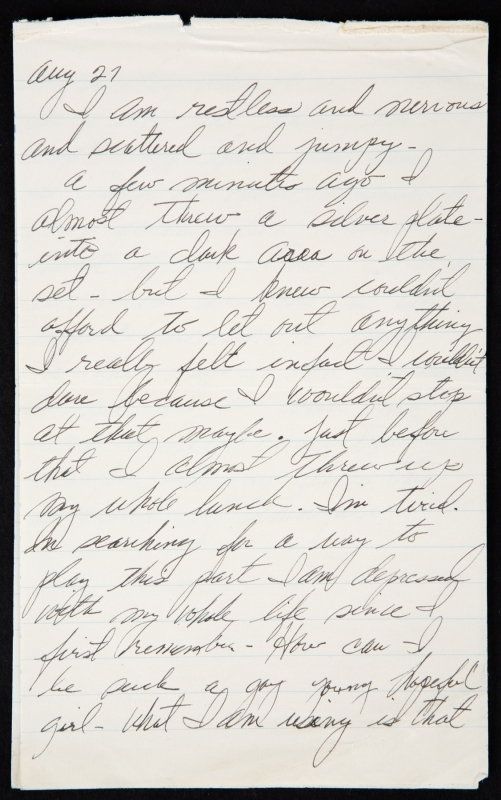 Aug 27
I am restless and nervous
and scattered and jumpy -
a few minutes ago I
almost threw a silver plate -
into a dark area on the
set - but I knew couldn't
afford to let out anything
I really felt infact I wouldn't
dare because I wouldn't stop
at that maybe. Just before
that I almost threw up
my whole lunch. I'm tired.
Im searching for a way to
play this part I am depressed
with my whole life since I
first remember - How can I
be such a gay young hopeful
girl - What I am using is that